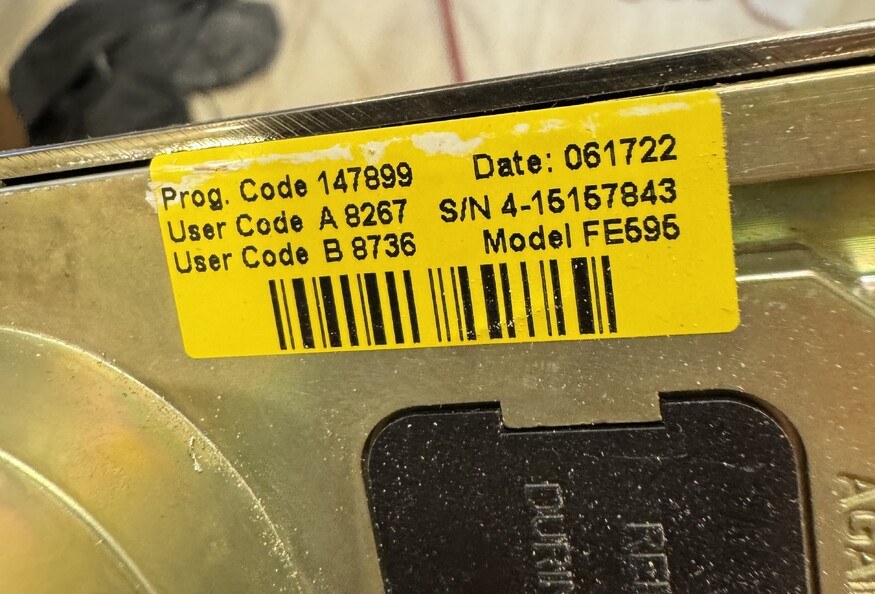 Prog. Code 147899
User Code A 8267
User Code B 8736
Date: 061722
S/N 4-15157843
Model FE595